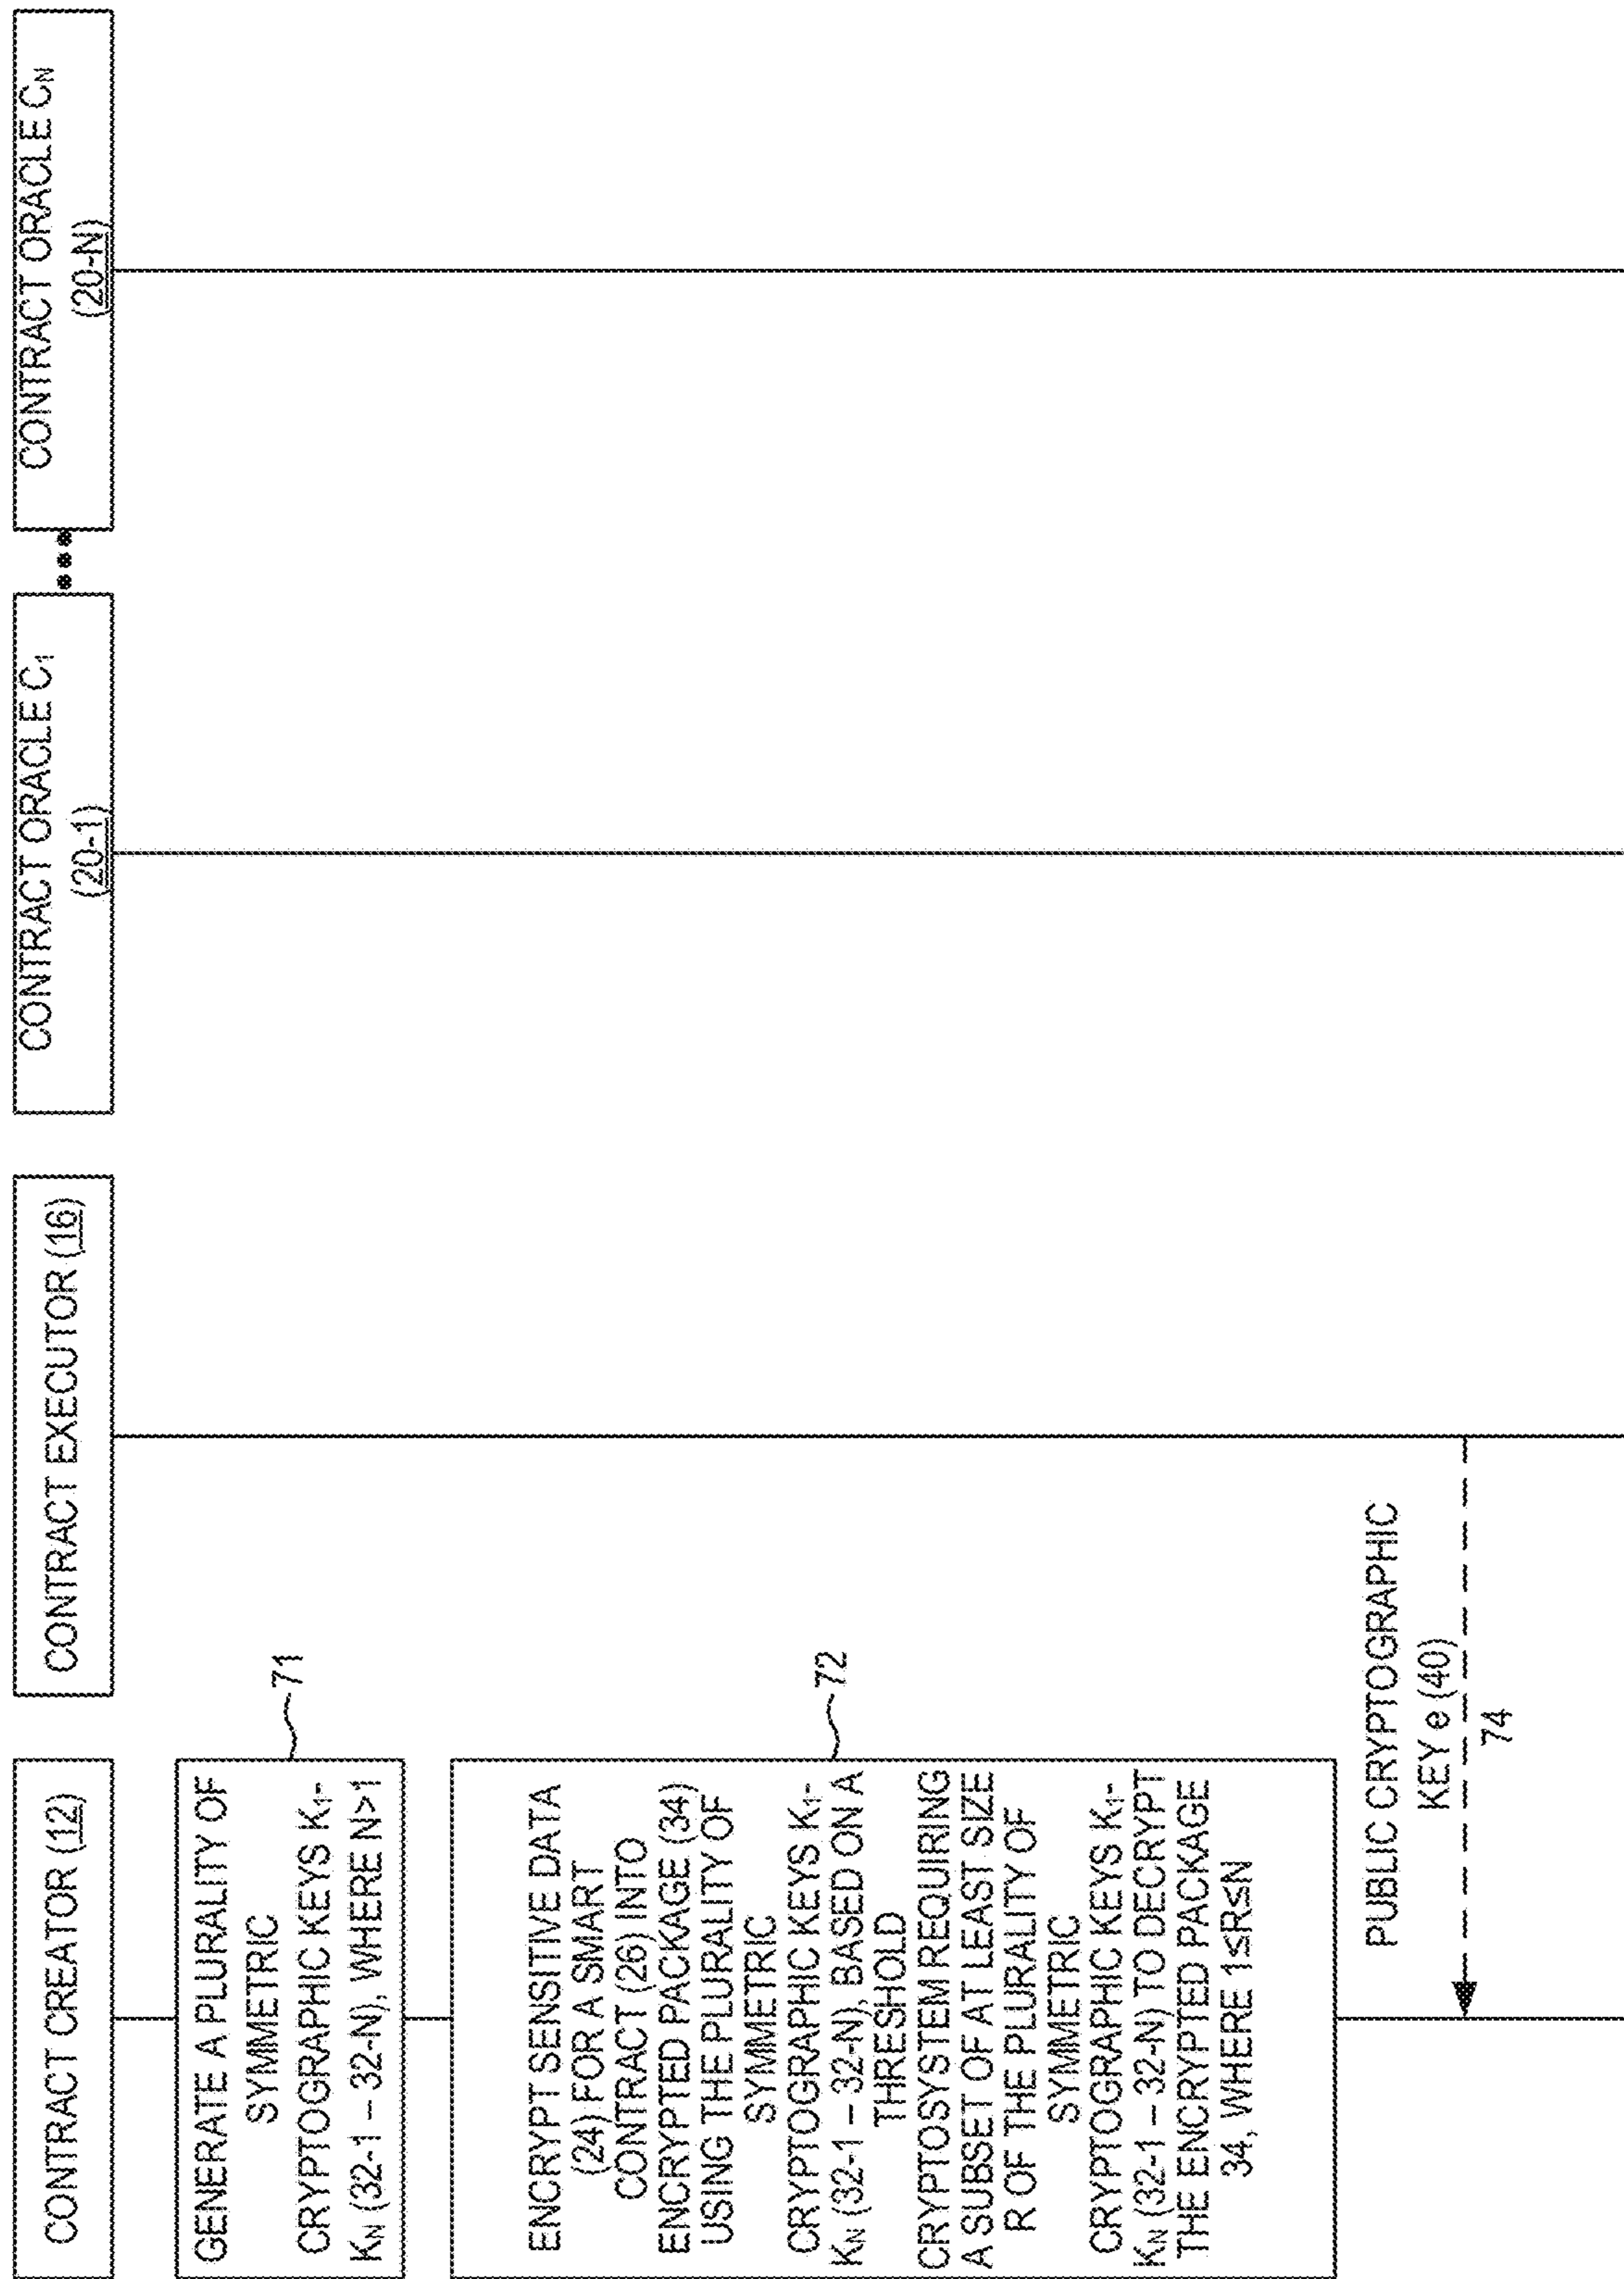 CONTRACT CREATOR (12)
CONTRACT EXECUTOR (16)
CONTRACT ORACLE C1
(20-1)
•••
CONTRACT ORACLE CN
(20-N)
GENERATE A PLURALITY OF
SYMMETRIC
CRYPTOGRAPHIC KEYS K1-
KN (32-1 – 32-N), WHERE N>1
71
ENCRYPT SENSITIVE DATA
(24) FOR A SMART
CONTRACT (26) INTO
ENCRYPTED PACKAGE (34)
USING THE PLURALITY OF
SYMMETRIC
CRYPTOGRAPHIC KEYS K1-
KN (32-1 – 32-N), BASED ON A
THRESHOLD
CRYPTOSYSTEM REQUIRING
A SUBSET OF AT LEAST SIZE
R OF THE PLURALITY OF
SYMMETRIC
CRYPTOGRAPHIC KEYS K1-
KN (32-1 – 32-N) TO DECRYPT
THE ENCRYPTED PACKAGE
34, WHERE 1≤R≤N
72
PUBLIC CRYPTOGRAPHIC
KEY e (40)
74